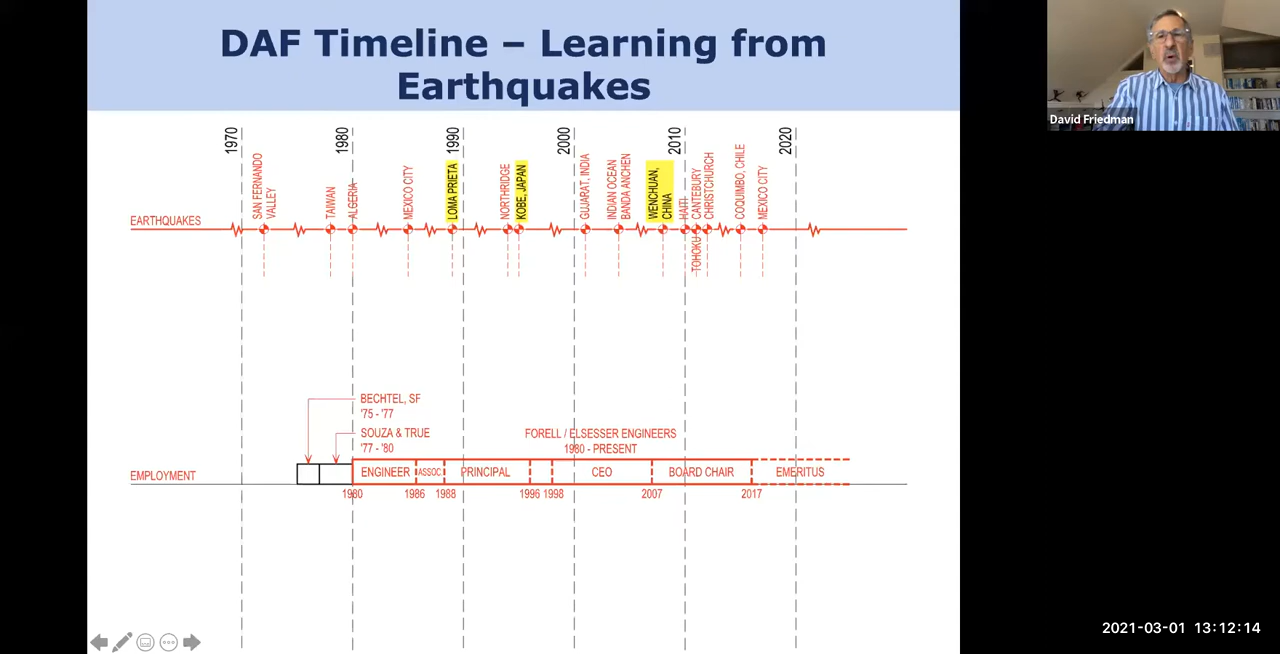 DAF Timeline – Learning from
Earthquakes
David Friedman
1970
1980
1990
2000
2010
2020
SAN FERNANDO
VALLEY
TAIWAN
ALGERIA
MEXICO CITY
LOMA PRIETA
NORTHRIDGE
KOBE, JAPAN
GUJARAT, INDIA
INDIAN OCEAN
BANDA ANCHEN
WENCHUAN,
CHINA
HAITI
CANTEBURY
CHRISTCHURCH
TOHOKU
COQUIMBO, CHILE
MEXICO CITY
EARTHQUAKES
BECHTEL, SF
'75 - '77
SOUZA & TRUE
'77 - '80
FORELL / ELSESSER ENGINEERS
1980 - PRESENT
EMPLOYMENT
ENGINEER
ASSOC
PRINCIPAL
CEO
BOARD CHAIR
EMERITUS
1980
1986
1988
1996
1998
2007
2017
2021-03-01 13:12:14